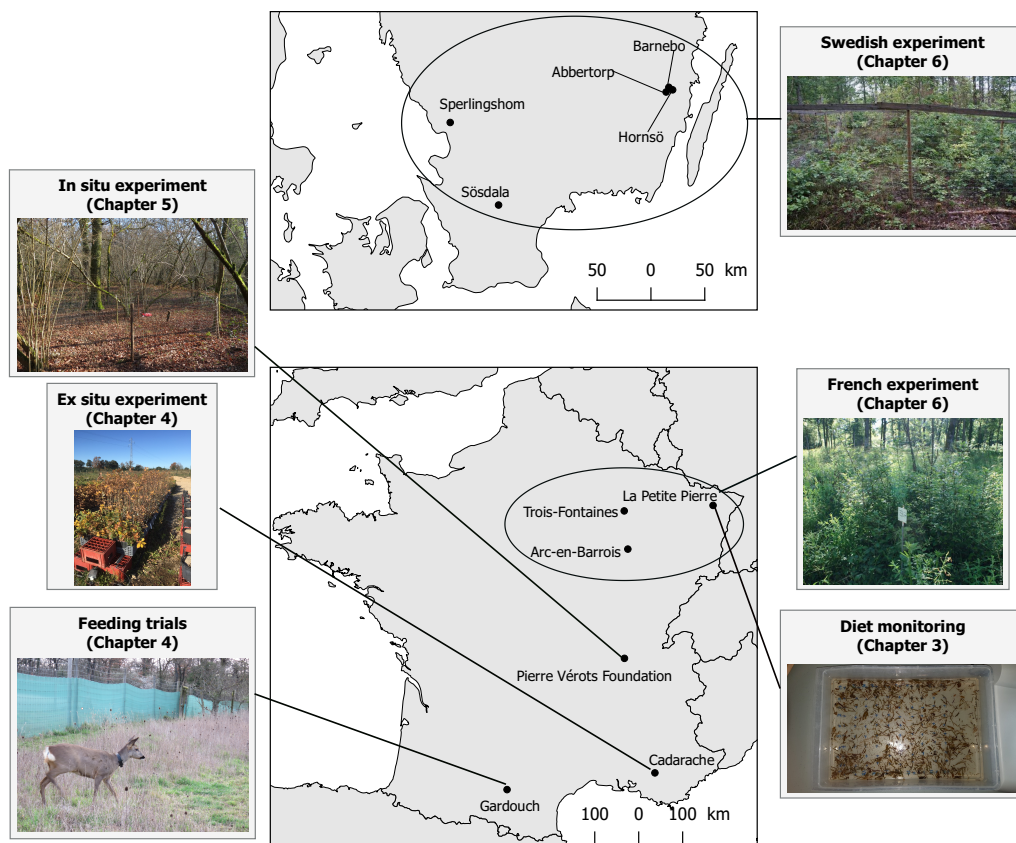 Swedish experiment
(Chapter 6)
Barnebo
Abbertorp
Sperlingshom
Hornsö
Sösdala
50 0 50 km
In situ experiment
(Chapter 5)
Ex situ experiment
(Chapter 4)
French experiment
(Chapter 6)
La Petite Pierre
Trois-Fontaines
Arc-en-Barrois
Feeding trials
(Chapter 4)
Diet monitoring
(Chapter 3)
Pierre Vérots Foundation
Cadarache
Gardouch
100 0 100 km